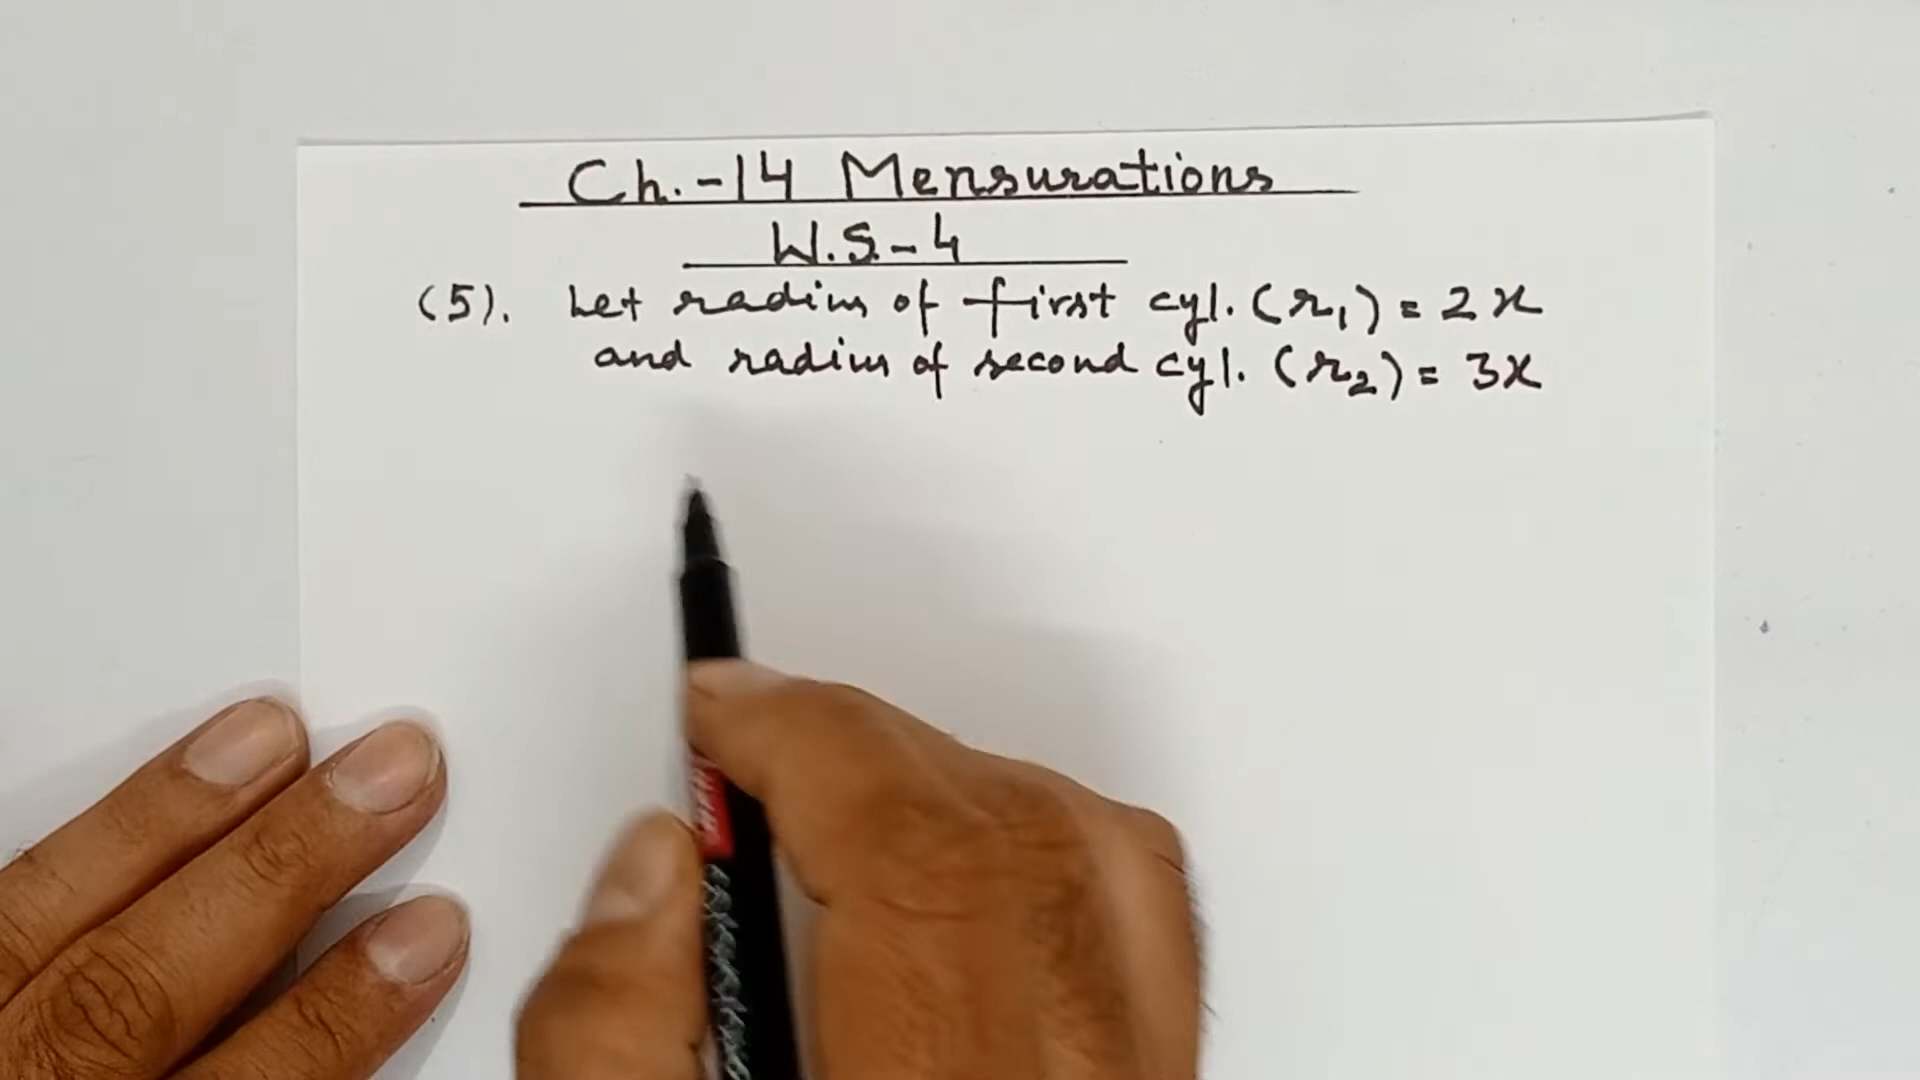 Ch.-14 Mensurations
W.S.-4
(5). Let radius of first cyl. (r₁) = 2x
and radius of second cyl. (r₂) = 3x